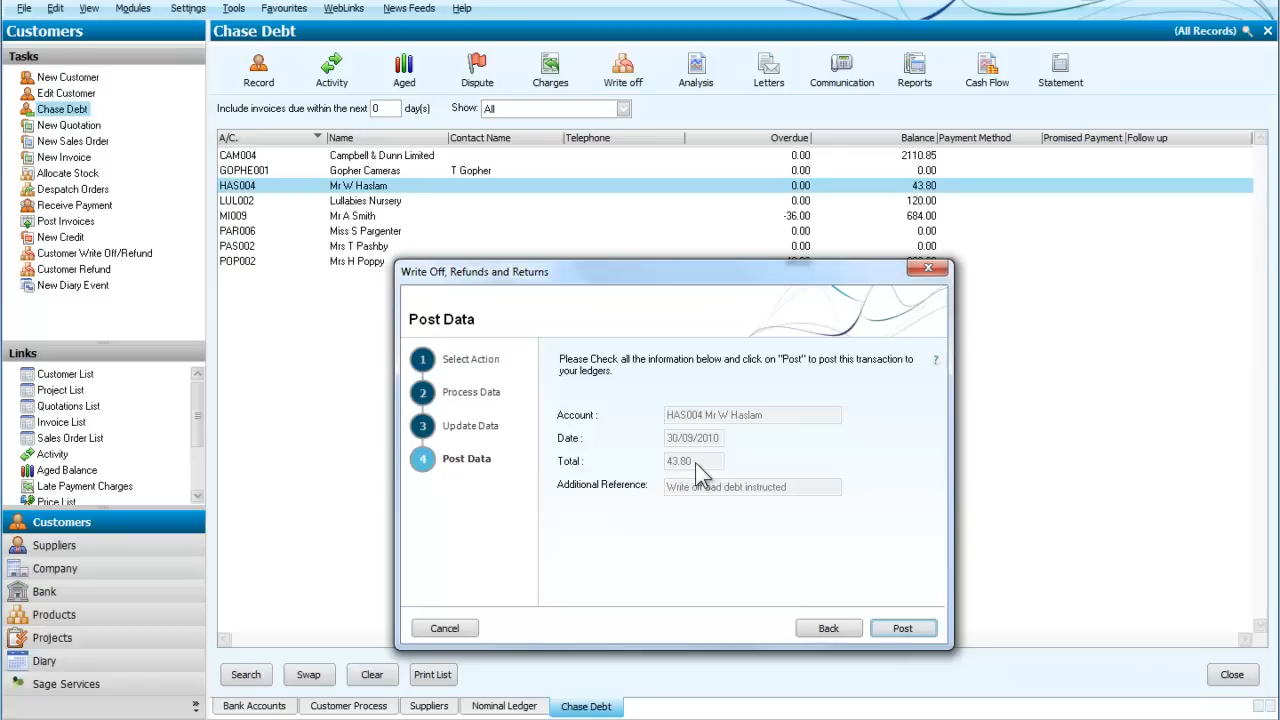 File Edit View Modules Settings Tools Favourites WebLinks News Feeds Help
Customers
Chase Debt
(All Records)
Tasks
New Customer
Edit Customer
Chase Debt
New Quotation
New Sales Order
New Invoice
Allocate Stock
Despatch Orders
Receive Payment
Post Invoices
New Credit
Customer Write Off/Refund
Customer Refund
New Diary Event
Links
Customer List
Project List
Quotations List
Invoice List
Sales Order List
Activity
Aged Balance
Late Payment Charges
Price List
Customers
Suppliers
Company
Bank
Products
Projects
Diary
Sage Services
Record Activity Aged Dispute Charges Write off Analysis Letters Communication Reports Cash Flow Statement
Include invoices due within the next 0 day(s) Show: All
A/C. Name Contact Name Telephone Overdue Balance Payment Method Promised Payment Follow up
CAM004 Campbell & Dunn Limited 0.00 2110.85
GOPHE001 Gopher Cameras T Gopher 0.00 0.00
HAS004 Mr W Haslam 0.00 43.80
LUL002 Lullabies Nursery 0.00 120.00
MI009 Mr A Smith -36.00 684.00
PAR006 Miss S Pargenter 0.00 0.00
PAS002 Mrs T Pashby 0.00 0.00
POP002 Mrs H Poppy
Write Off, Refunds and Returns
Post Data
1 Select Action
2 Process Data
3 Update Data
4 Post Data
Please Check all the information below and click on "Post" to post this transaction to
your ledgers.
?
Account : HAS004 Mr W Haslam
Date : 30/09/2010
Total : 43.80
Additional Reference: Write off bad debt instructed
Cancel Back Post
Search Swap Clear Print List Close
Bank Accounts Customer Process Suppliers Nominal Ledger Chase Debt